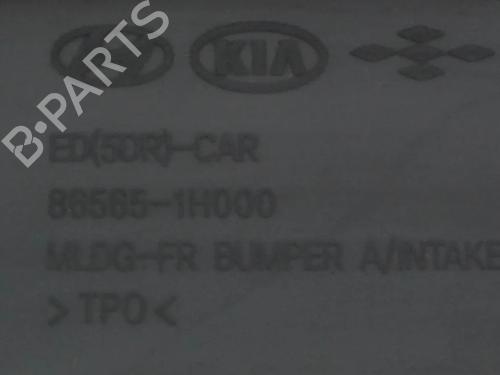 KIA
B-PARTS
ED(5DR)-CAR
86565-1H000
MLDG-FR BUMPER A/INTAKE
>TPO<